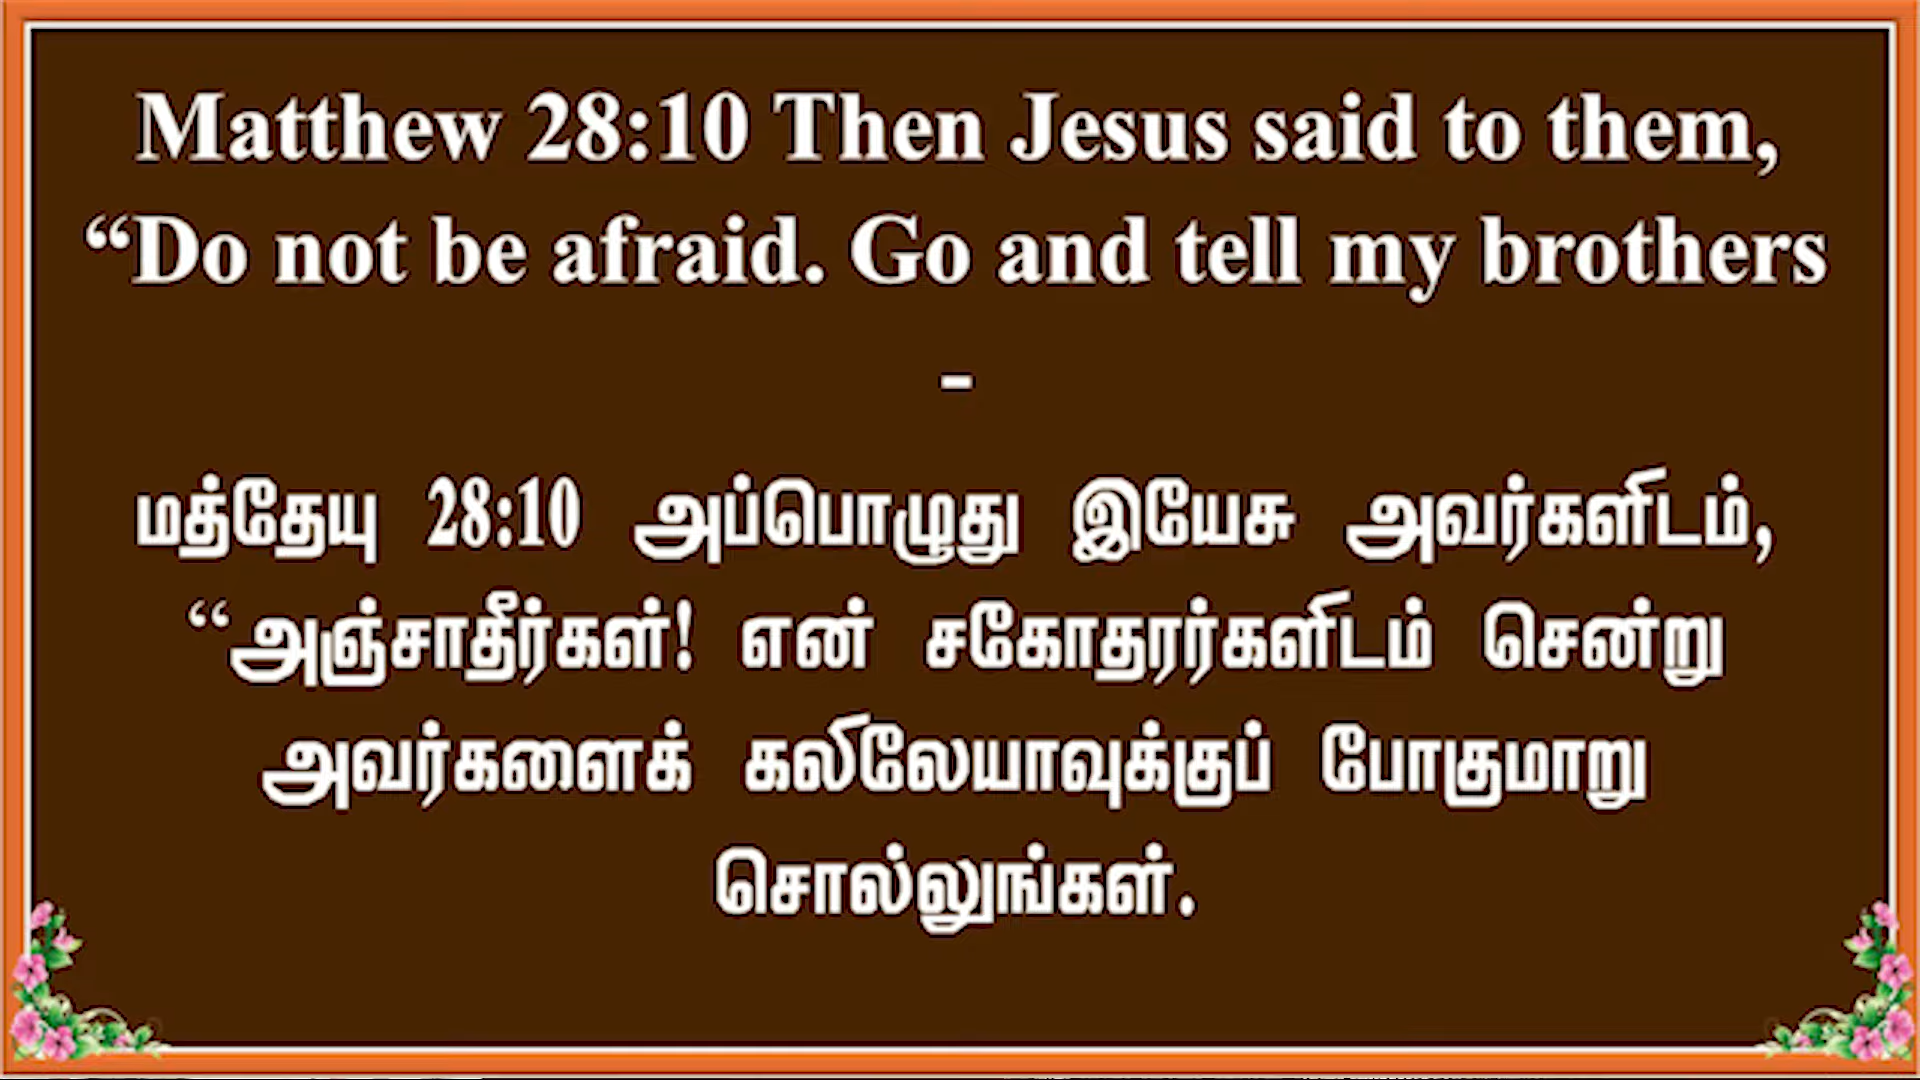 Matthew 28:10 Then Jesus said to them,
“Do not be afraid. Go and tell my brothers
-
மத்தேயு 28:10 அப்பொழுது இயேசு அவர்களிடம்,
“அஞ்சாதீர்கள்! என் சகோதரர்களிடம் சென்று
அவர்களைக் கலிலேயாவுக்குப் போகுமாறு
சொல்லுங்கள்.